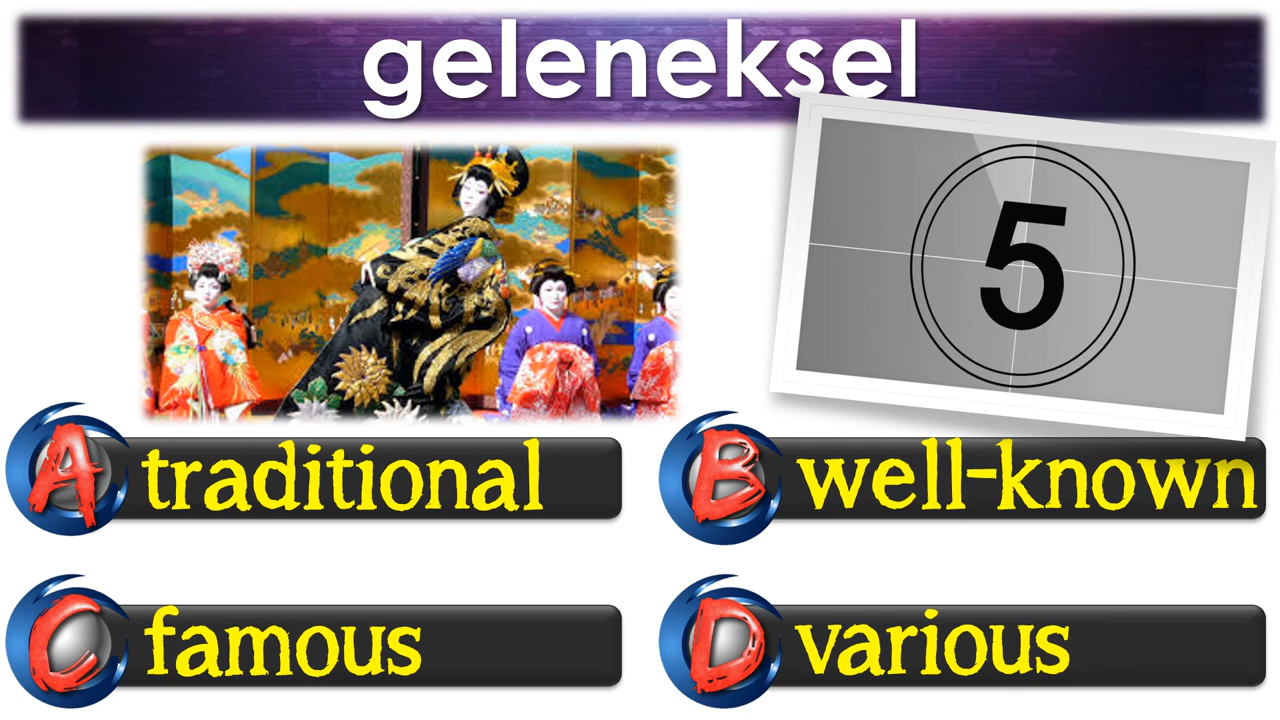 geleneksel
5
A traditional
B well-known
C famous
D various